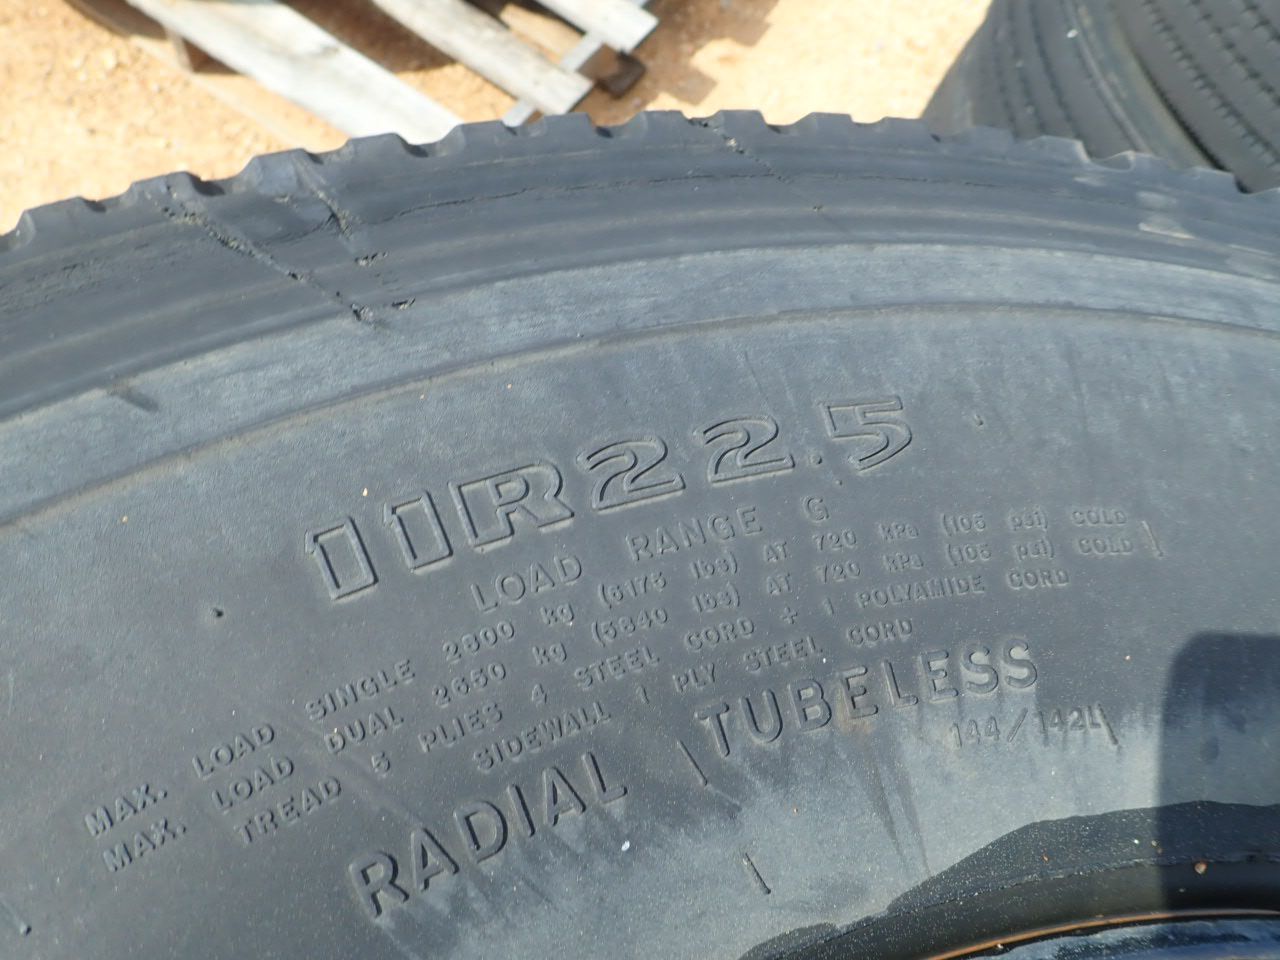 11R22.5
LOAD RANGE G
MAX. LOAD SINGLE 2800 kg (6175 lbs) AT 720 kPa (105 psi) COLD
MAX. LOAD DUAL 2650 kg (5840 lbs) AT 720 kPa (105 psi) COLD
TREAD 5 PLIES 4 STEEL CORD + 1 POLYAMIDE CORD
SIDEWALL 1 PLY STEEL CORD
RADIAL TUBELESS
144/142L